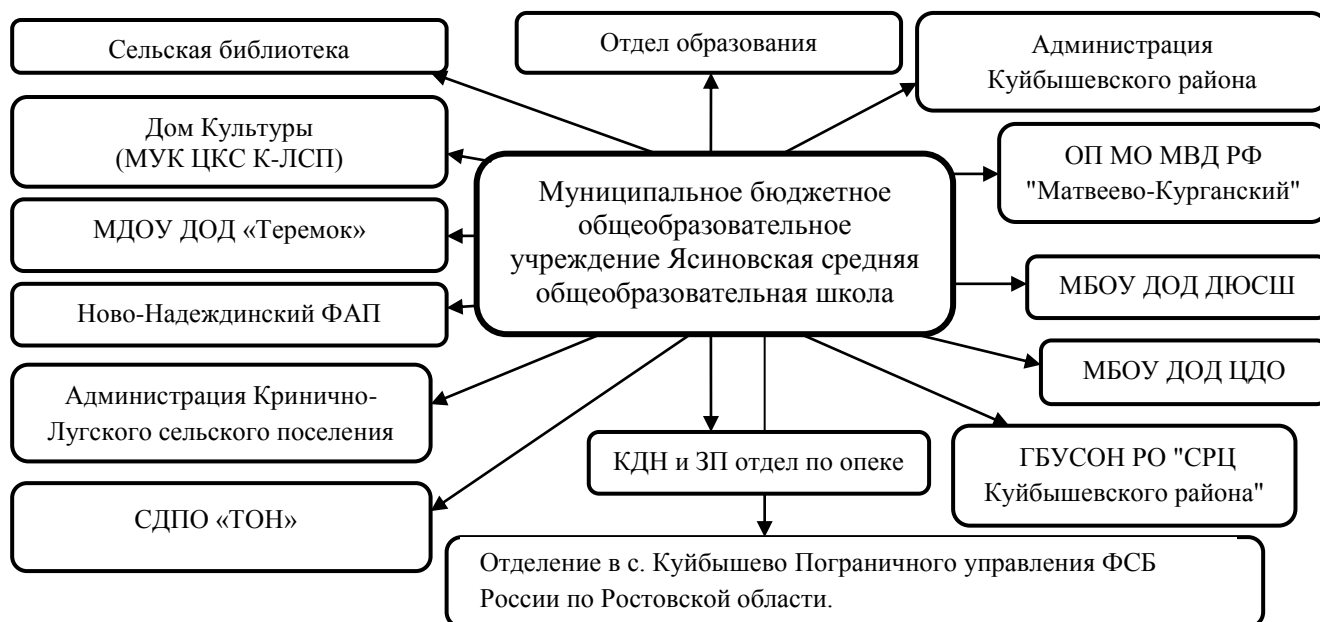 Сельская библиотека
Отдел образования
Администрация
Куйбышевского района
Дом Культуры
(МУК ЦКС К-ЛСП)
ОП МО МВД РФ
"Матвеево-Курганский"
Муниципальное бюджетное
общеобразовательное
учреждение Ясиновская средняя
общеобразовательная школа
МДОУ ДОД «Теремок»
МБОУ ДОД ДЮСШ
Ново-Надеждинский ФАП
МБОУ ДОД ЦДО
Администрация Кринично-
Лугского сельского поселения
КДН и ЗП отдел по опеке
ГБУСОН РО "СРЦ
Куйбышевского района"
СДПО «ТОН»
Отделение в с. Куйбышево Пограничного управления ФСБ
России по Ростовской области.